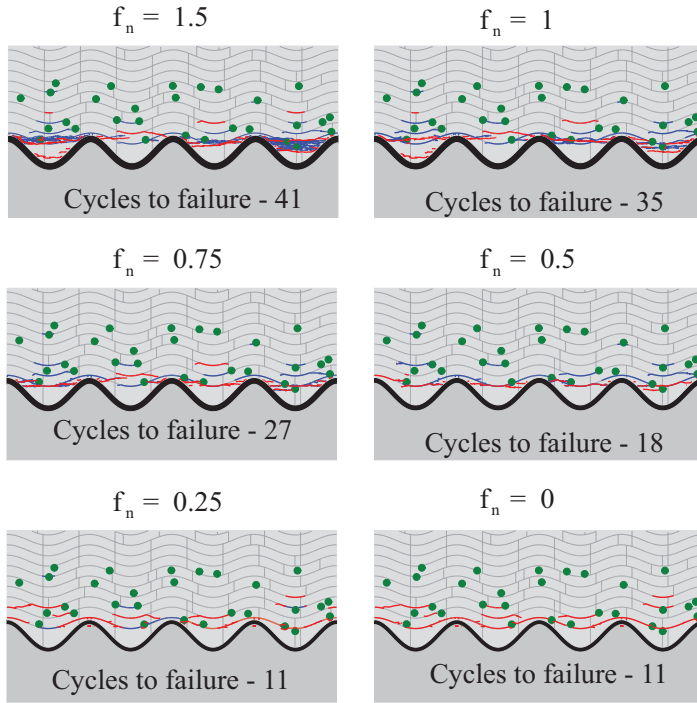 f_n = 1.5
f_n = 1
Cycles to failure - 41
Cycles to failure - 35
f_n = 0.75
f_n = 0.5
Cycles to failure - 27
Cycles to failure - 18
f_n = 0.25
f_n = 0
Cycles to failure - 11
Cycles to failure - 11